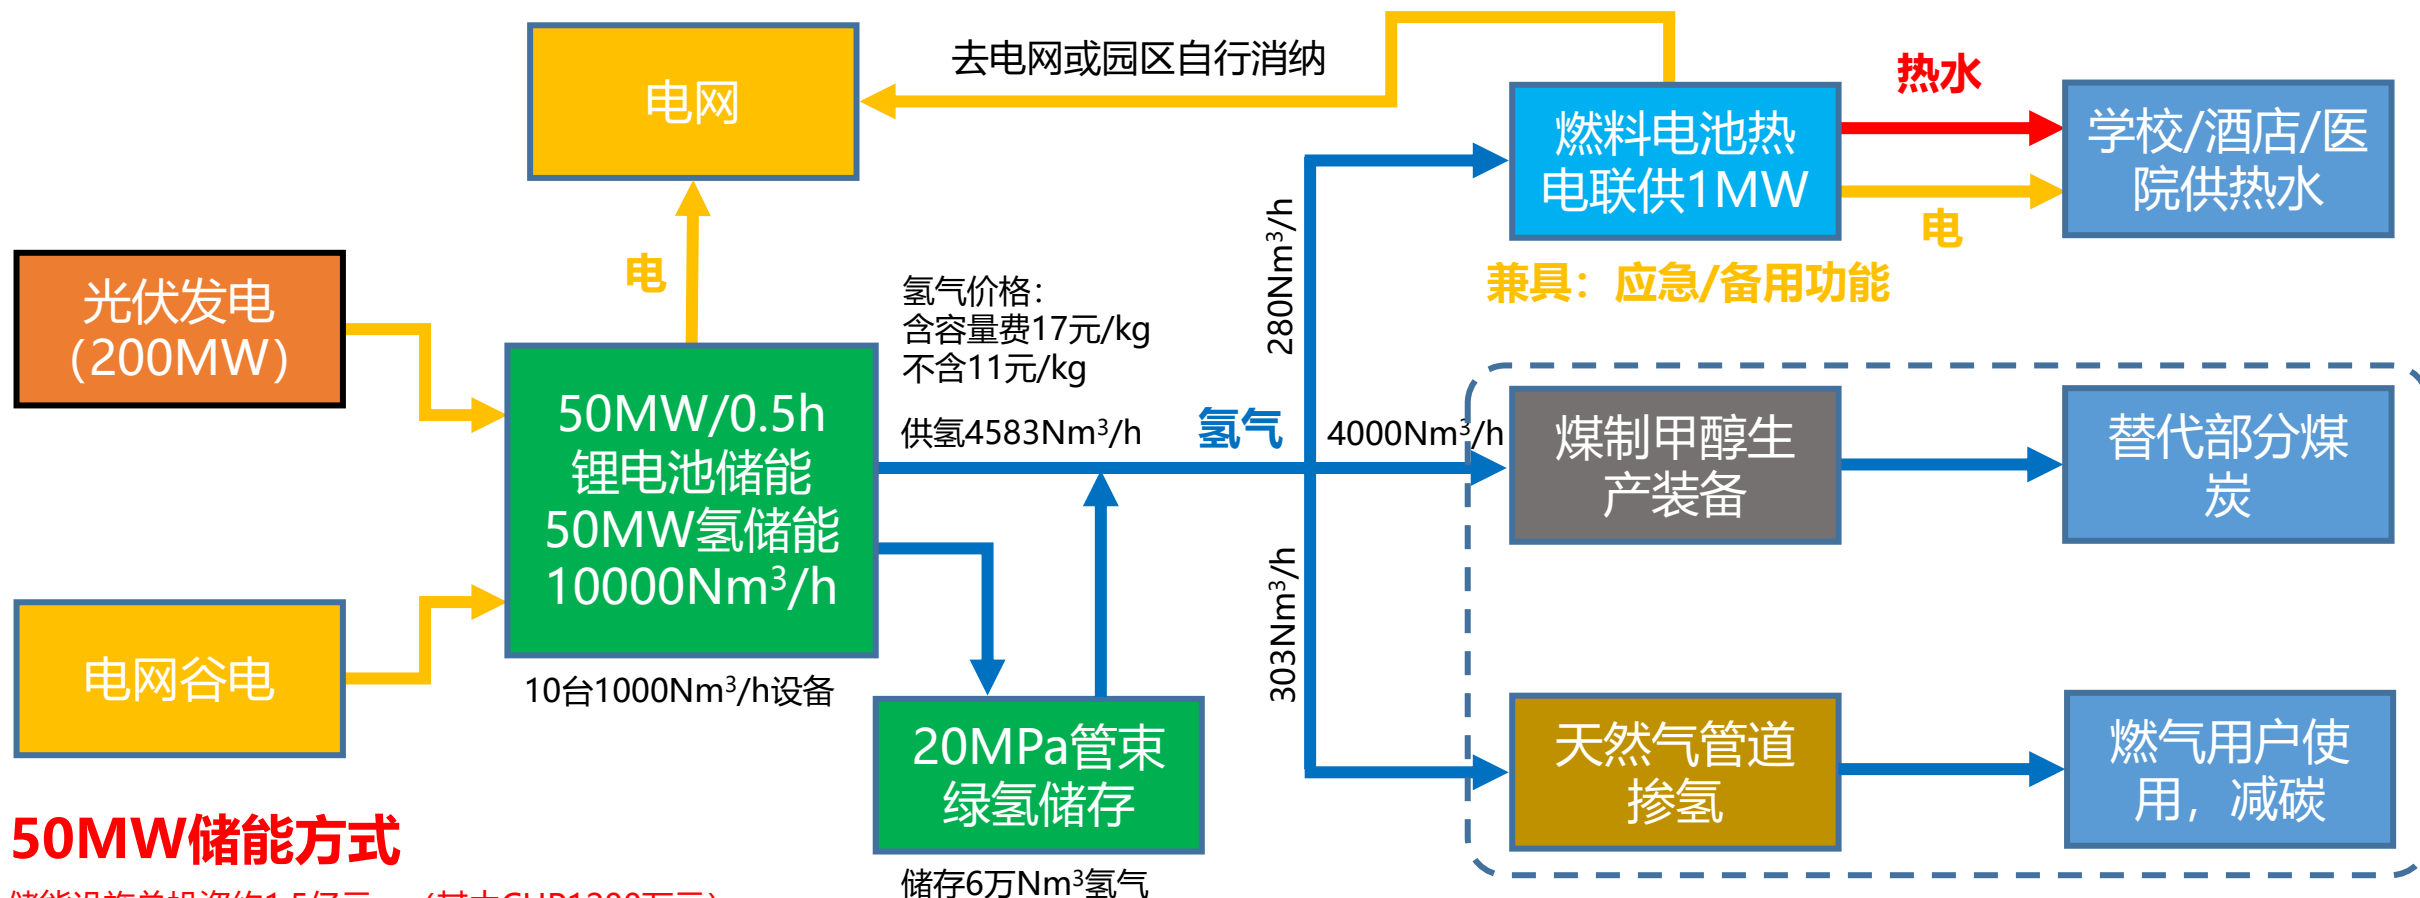 去电网或园区自行消纳
电网
热水
燃料电池热
电联供1MW
学校/酒店/医
院供热水
电
兼具：应急/备用功能
280Nm³/h
电
光伏发电
（200MW）
氢气价格：
含容量费17元/kg
不含11元/kg
供氢4583Nm³/h
氢气
4000Nm³/h
50MW/0.5h
锂电池储能
50MW氢储能
10000Nm³/h
煤制甲醇生
产装备
替代部分煤
炭
303Nm³/h
电网谷电
10台1000Nm³/h设备
20MPa管束
绿氢储存
天然气管道
掺氢
燃气用户使
用，减碳
50MW储能方式
储存6万Nm³氢气